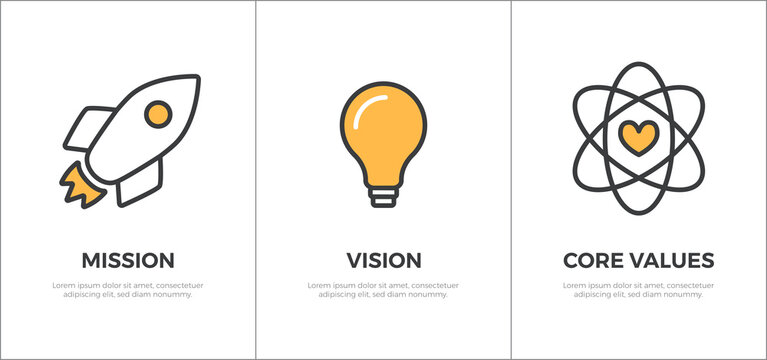 MISSION
Lorem ipsum dolor sit amet, consectetuer
adipiscing elit, sed diam nonummy.
VISION
Lorem ipsum dolor sit amet, consectetuer
adipiscing elit, sed diam nonummy.
CORE VALUES
Lorem ipsum dolor sit amet, consectetuer
adipiscing elit, sed diam nonummy.